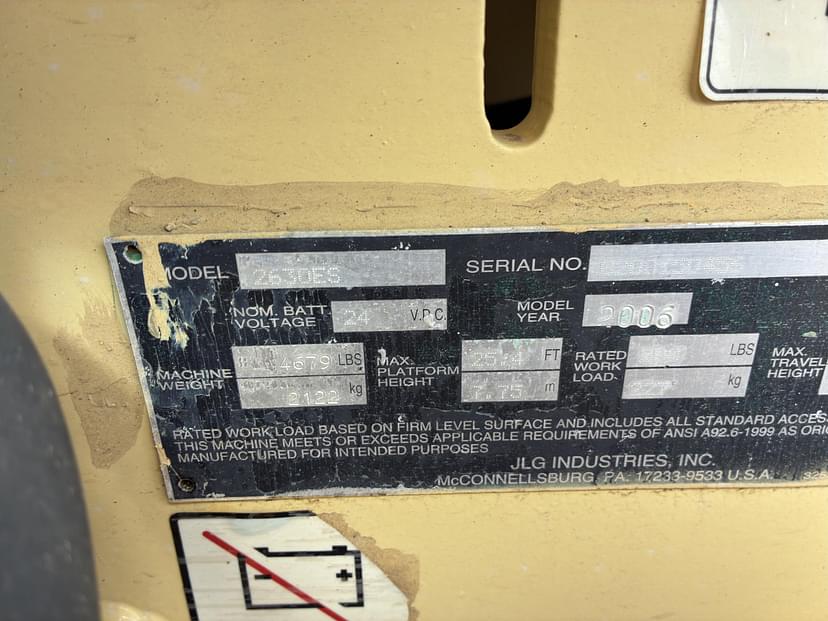 MODEL 2630ES SERIAL NO.
NOM. BATT. VOLTAGE 24 V.D.C. MODEL YEAR 2006
MACHINE WEIGHT 4679 LBS 2122 kg MAX. PLATFORM HEIGHT 25.4 FT 7.75 m RATED WORK LOAD LBS kg MAX. TRAVEL HEIGHT
RATED WORK LOAD BASED ON FIRM LEVEL SURFACE AND INCLUDES ALL STANDARD ACCES
THIS MACHINE MEETS OR EXCEEDS APPLICABLE REQUIREMENTS OF ANSI A92.6-1999 AS ORI
MANUFACTURED FOR INTENDED PURPOSES
JLG INDUSTRIES, INC.
McCONNELLSBURG, PA. 17233-9533 U.S.A.